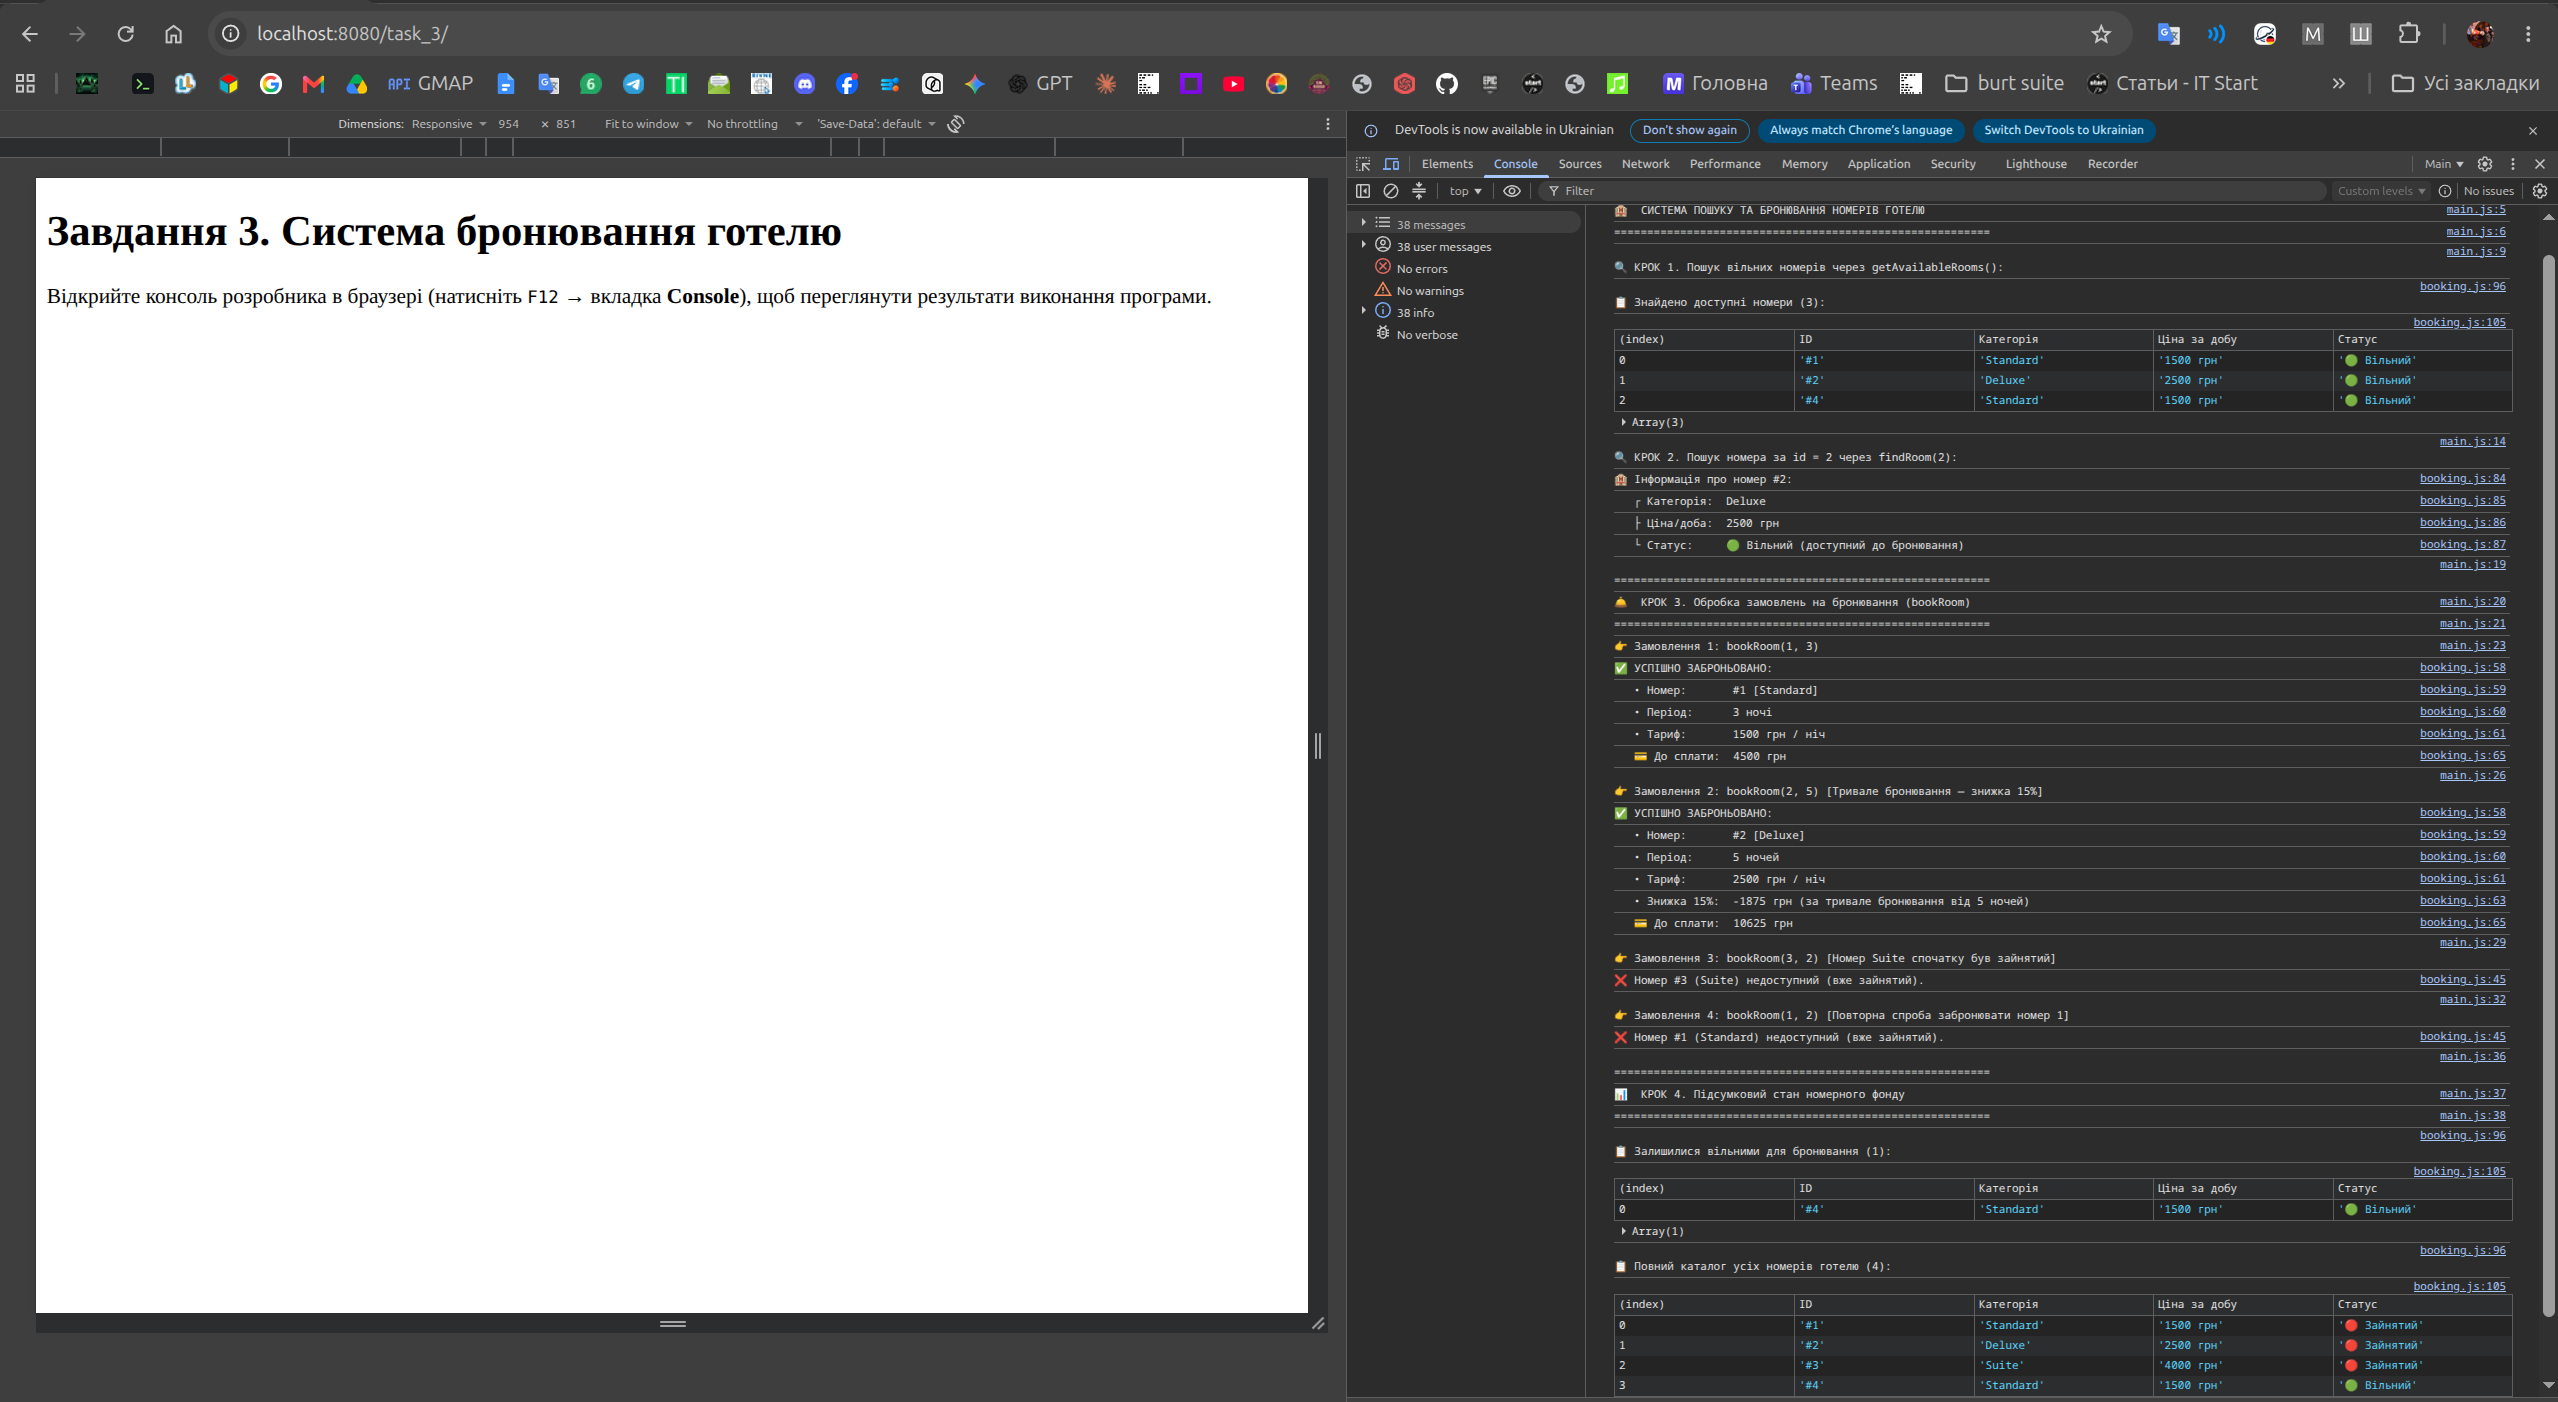 localhost:8080/task_3/
API GMAP
GPT
Головна
Teams
burt suite
Статьи - IT Start
Усі закладки
Dimensions: Responsive 954 × 851 Fit to window No throttling 'Save-Data': default
Завдання 3. Система бронювання готелю
Відкрийте консоль розробника в браузері (натисніть F12 → вкладка Console), щоб переглянути результати виконання програми.
DevTools is now available in Ukrainian Don't show again Always match Chrome's language Switch DevTools to Ukrainian
Elements Console Sources Network Performance Memory Application Security Lighthouse Recorder Main
top Filter Custom levels No issues
38 messages
38 user messages
No errors
No warnings
38 info
No verbose
🏨 СИСТЕМА ПОШУКУ ТА БРОНЮВАННЯ НОМЕРІВ ГОТЕЛЮ main.js:5
========================================================= main.js:6
main.js:9
🔍 КРОК 1. Пошук вільних номерів через getAvailableRooms():
booking.js:96
📋 Знайдено доступні номери (3):
booking.js:105
(index) ID Категорія Ціна за добу Статус
0 '#1' 'Standard' '1500 грн' '🟢 Вільний'
1 '#2' 'Deluxe' '2500 грн' '🟢 Вільний'
2 '#4' 'Standard' '1500 грн' '🟢 Вільний'
Array(3)
main.js:14
🔍 КРОК 2. Пошук номера за id = 2 через findRoom(2):
🏨 Інформація про номер #2: booking.js:84
┌ Категорія: Deluxe booking.js:85
├ Ціна/доба: 2500 грн booking.js:86
└ Статус: 🟢 Вільний (доступний до бронювання) booking.js:87
main.js:19
=========================================================
🛎️ КРОК 3. Обробка замовлень на бронювання (bookRoom) main.js:20
========================================================= main.js:21
👉 Замовлення 1: bookRoom(1, 3) main.js:23
✅ УСПІШНО ЗАБРОНЬОВАНО: booking.js:58
• Номер: #1 [Standard] booking.js:59
• Період: 3 ночі booking.js:60
• Тариф: 1500 грн / ніч booking.js:61
💳 До сплати: 4500 грн booking.js:65
main.js:26
👉 Замовлення 2: bookRoom(2, 5) [Тривале бронювання — знижка 15%]
✅ УСПІШНО ЗАБРОНЬОВАНО: booking.js:58
• Номер: #2 [Deluxe] booking.js:59
• Період: 5 ночей booking.js:60
• Тариф: 2500 грн / ніч booking.js:61
• Знижка 15%: -1875 грн (за тривале бронювання від 5 ночей) booking.js:63
💳 До сплати: 10625 грн booking.js:65
main.js:29
👉 Замовлення 3: bookRoom(3, 2) [Номер Suite спочатку був зайнятий]
❌ Номер #3 (Suite) недоступний (вже зайнятий). booking.js:45
main.js:32
👉 Замовлення 4: bookRoom(1, 2) [Повторна спроба забронювати номер 1]
❌ Номер #1 (Standard) недоступний (вже зайнятий). booking.js:45
main.js:36
=========================================================
📊 КРОК 4. Підсумковий стан номерного фонду main.js:37
========================================================= main.js:38
booking.js:96
📋 Залишилися вільними для бронювання (1):
booking.js:105
(index) ID Категорія Ціна за добу Статус
0 '#4' 'Standard' '1500 грн' '🟢 Вільний'
Array(1)
booking.js:96
📋 Повний каталог усіх номерів готелю (4):
booking.js:105
(index) ID Категорія Ціна за добу Статус
0 '#1' 'Standard' '1500 грн' '🔴 Зайнятий'
1 '#2' 'Deluxe' '2500 грн' '🔴 Зайнятий'
2 '#3' 'Suite' '4000 грн' '🔴 Зайнятий'
3 '#4' 'Standard' '1500 грн' '🟢 Вільний'